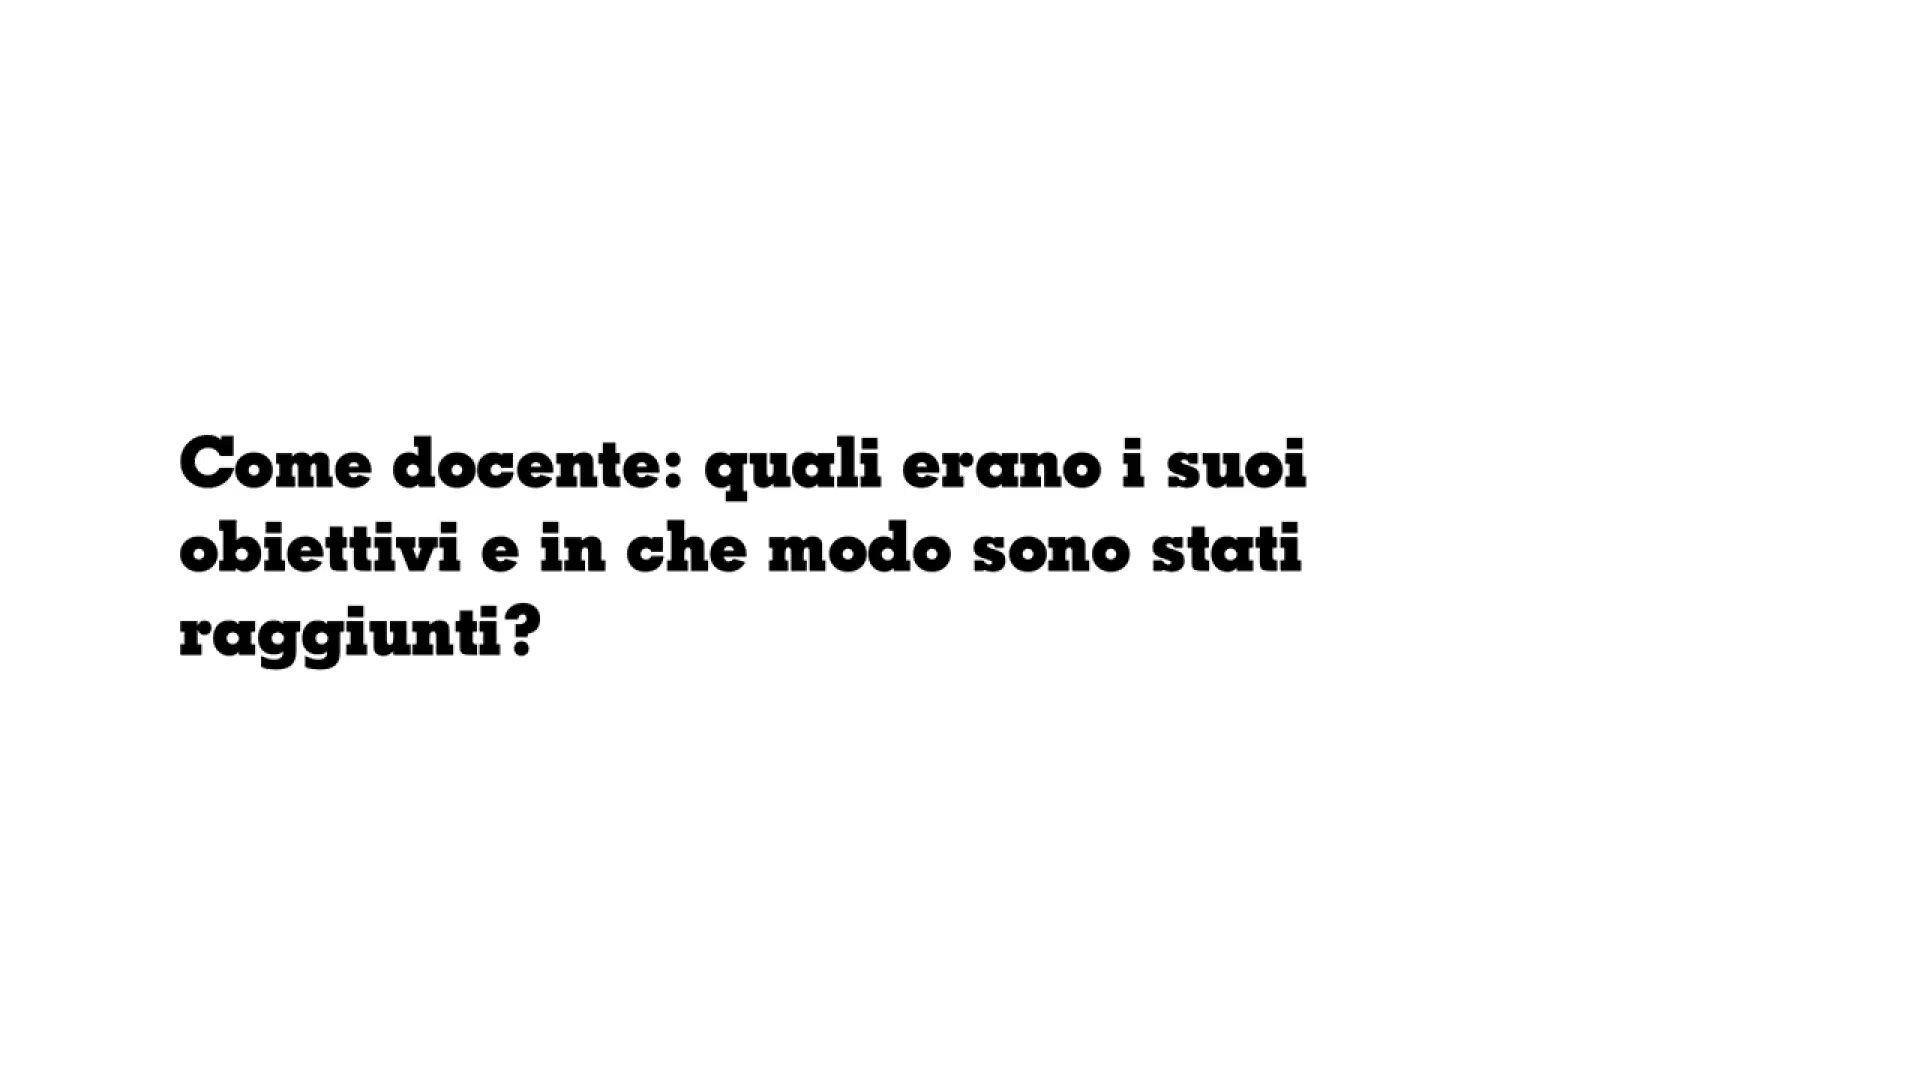 Come docente: quali erano i suoi
obiettivi e in che modo sono stati
raggiunti?